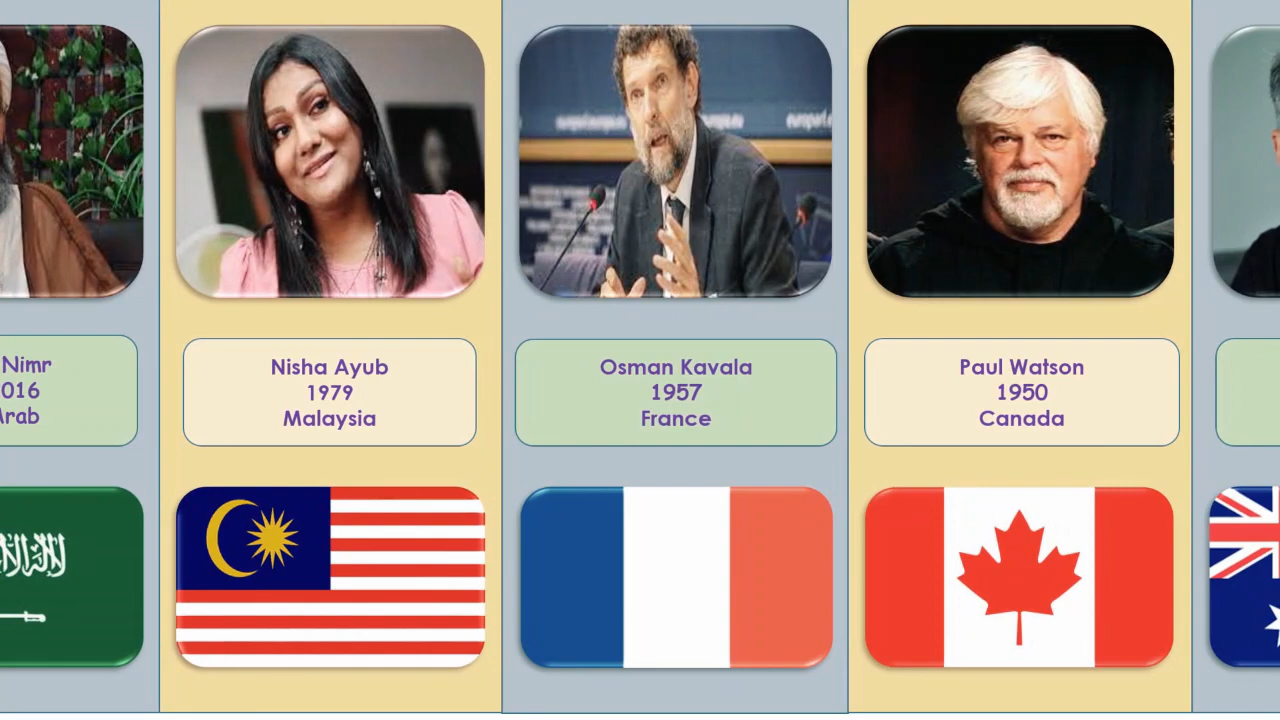 Nimr
016
Arab
Nisha Ayub
1979
Malaysia
Osman Kavala
1957
France
Paul Watson
1950
Canada